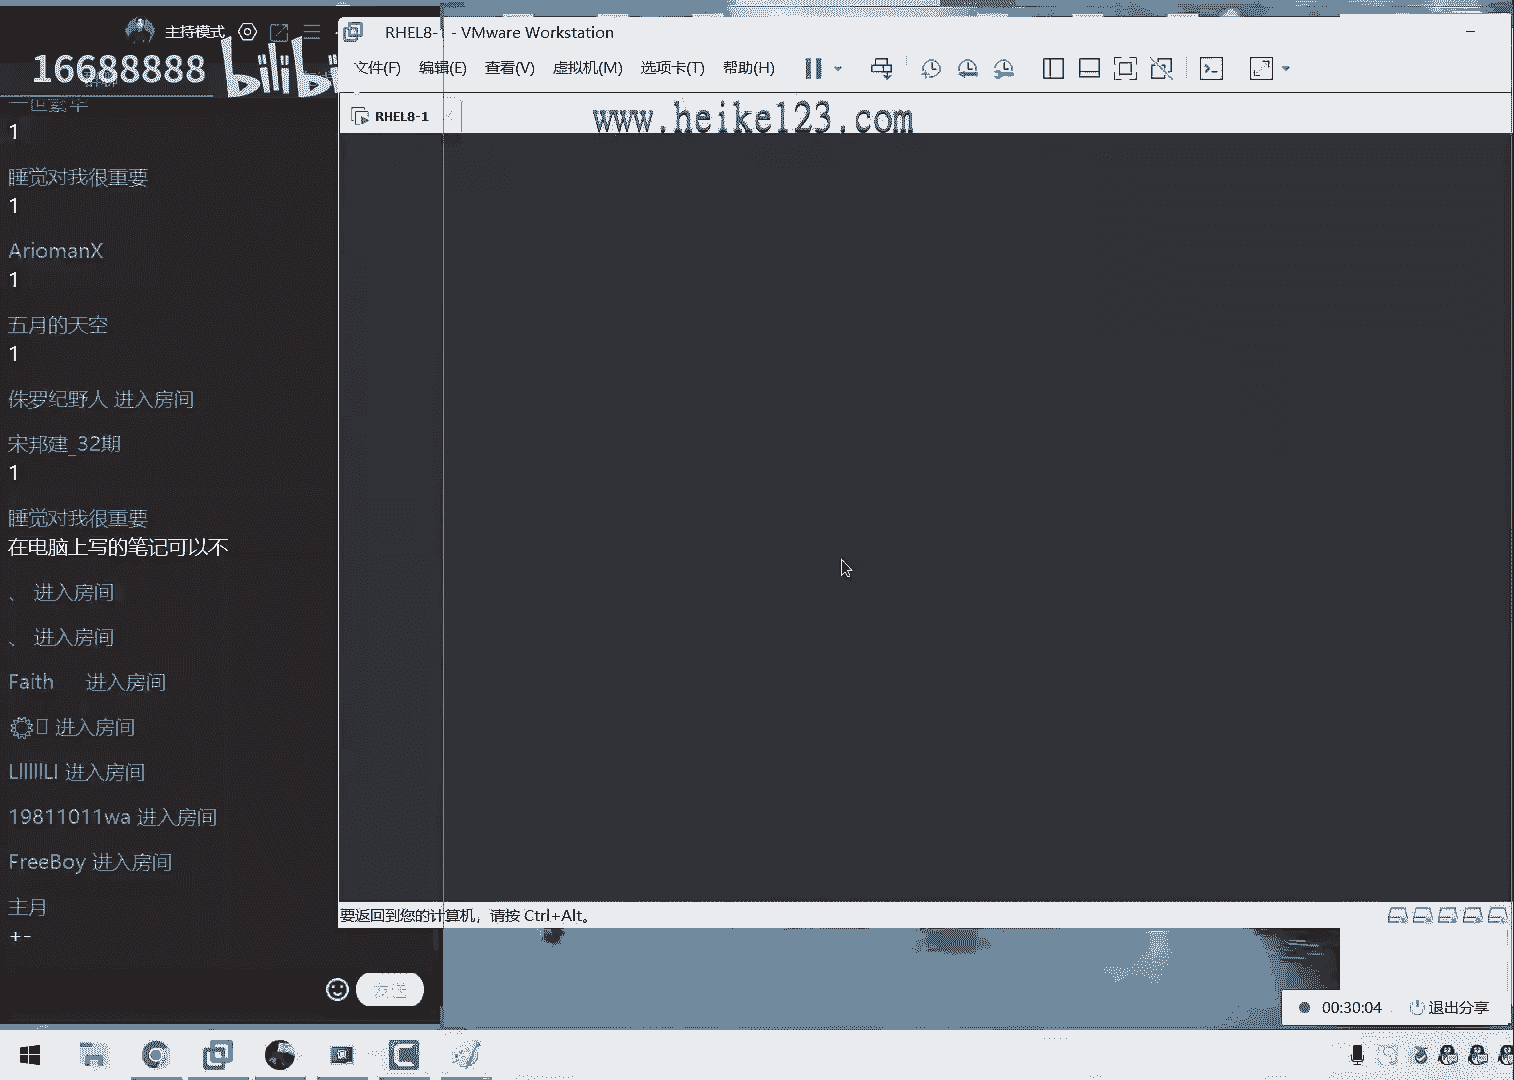 主持模式
16688888
bilibi
RHEL8-1 - VMware Workstation
文件(F) 编辑(E) 查看(V) 虚拟机(M) 选项卡(T) 帮助(H)
RHEL8-1
www.heike123.com
1
睡觉对我很重要
1
AriomanX
1
五月的天空
1
侏罗纪野人 进入房间
宋邦建_32期
1
睡觉对我很重要
在电脑上写的笔记可以不
、 进入房间
、 进入房间
Faith 进入房间
进入房间
LlllllLl 进入房间
19811011wa 进入房间
FreeBoy 进入房间
主月
+-
要返回到您的计算机，请按 Ctrl+Alt。
发送
00:30:04 退出分享